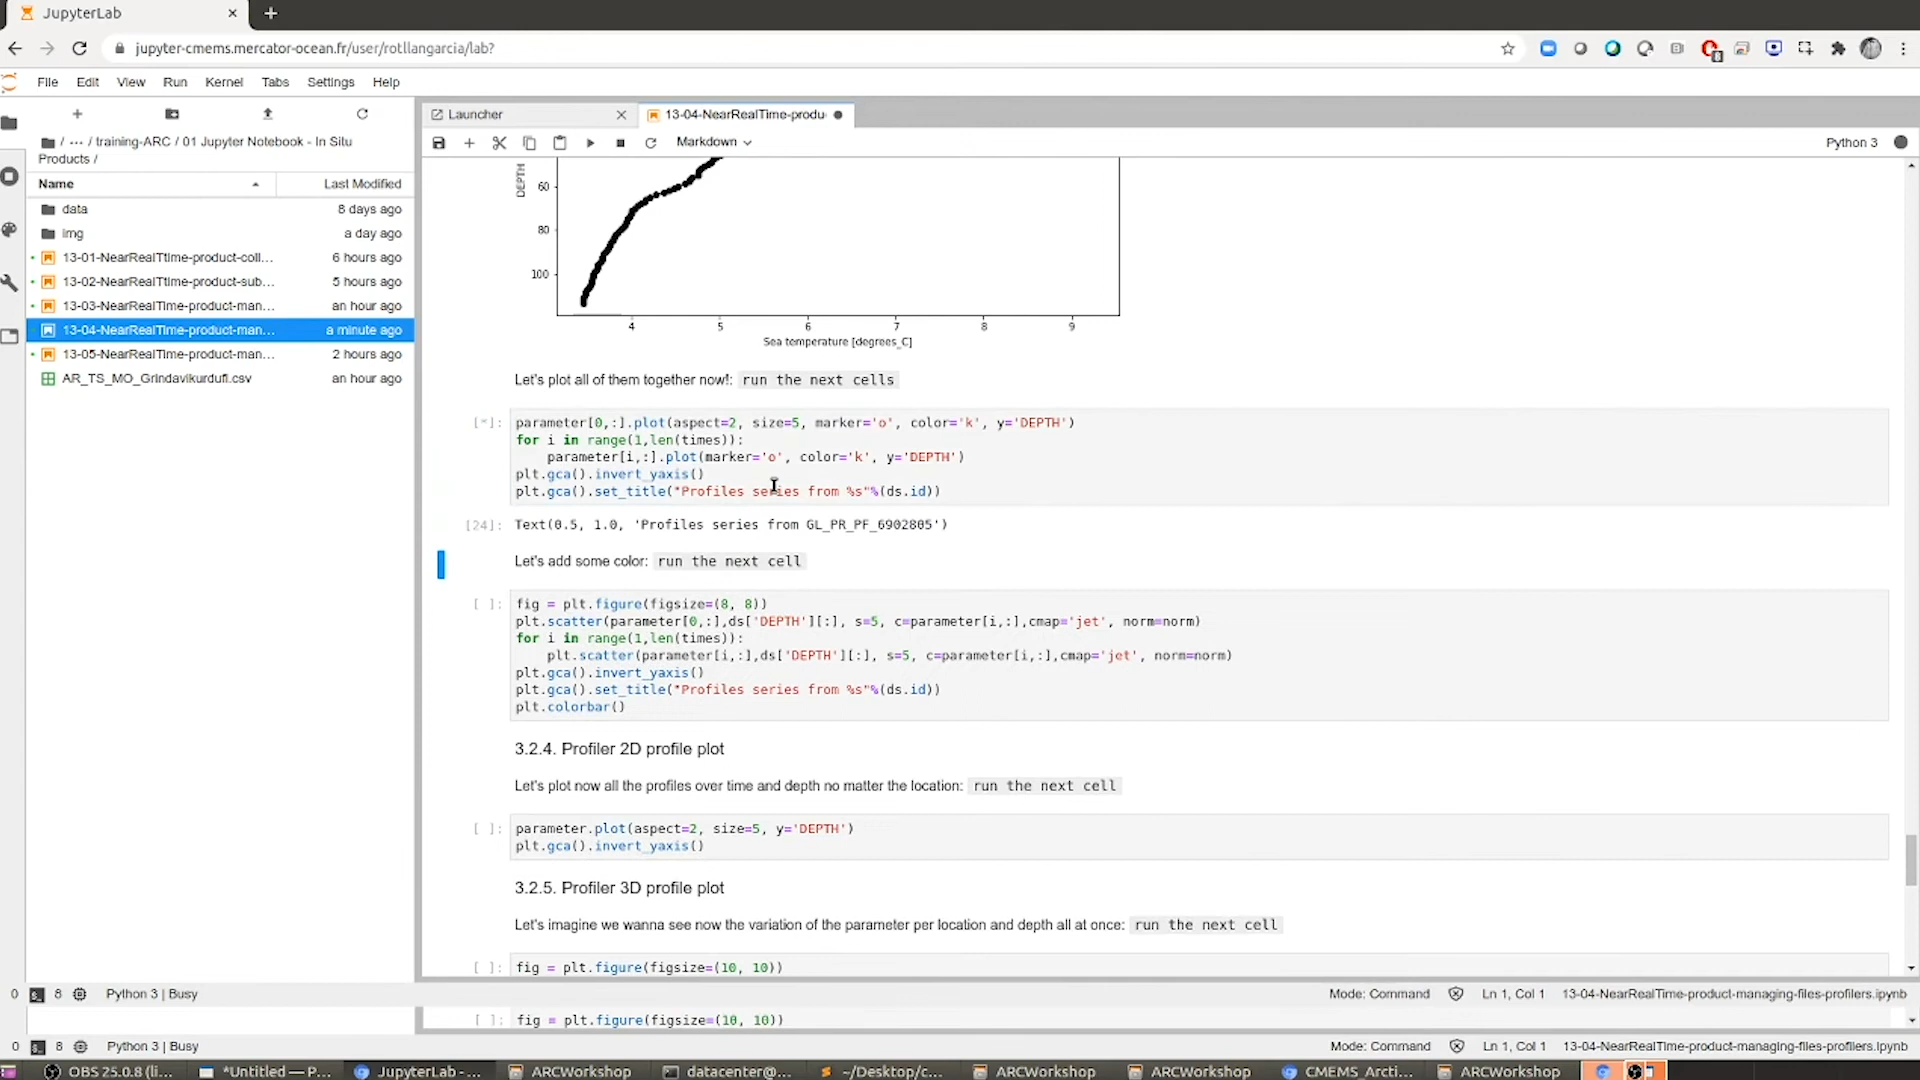 JupyterLab
jupyter-cmems.mercator-ocean.fr/user/rotllangarcia/lab?
File Edit View Run Kernel Tabs Settings Help
/ ··· / training-ARC / 01 Jupyter Notebook - In Situ
Products /
Name Last Modified
data 8 days ago
img a day ago
13-01-NearRealTtime-product-coll... 6 hours ago
13-02-NearRealTtime-product-sub... 5 hours ago
13-03-NearRealTime-product-man... an hour ago
13-04-NearRealTime-product-man... a minute ago
13-05-NearRealTime-product-man... 2 hours ago
AR_TS_MO_Grindavikurdufl.csv an hour ago
Launcher
13-04-NearRealTime-produ
Markdown
Python 3
DEPTH
60
80
100
4 5 6 7 8 9
Sea temperature [degrees_C]
Let's plot all of them together now!: run the next cells
[*]: parameter[0,:].plot(aspect=2, size=5, marker='o', color='k', y='DEPTH')
for i in range(1,len(times)):
parameter[i,:].plot(marker='o', color='k', y='DEPTH')
plt.gca().invert_yaxis()
plt.gca().set_title("Profiles series from %s"%(ds.id))
[24]: Text(0.5, 1.0, 'Profiles series from GL_PR_PF_6902805')
Let's add some color: run the next cell
[ ]: fig = plt.figure(figsize=(8, 8))
plt.scatter(parameter[0,:],ds['DEPTH'][:], s=5, c=parameter[i,:],cmap='jet', norm=norm)
for i in range(1,len(times)):
plt.scatter(parameter[i,:],ds['DEPTH'][:], s=5, c=parameter[i,:],cmap='jet', norm=norm)
plt.gca().invert_yaxis()
plt.gca().set_title("Profiles series from %s"%(ds.id))
plt.colorbar()
3.2.4. Profiler 2D profile plot
Let's plot now all the profiles over time and depth no matter the location: run the next cell
[ ]: parameter.plot(aspect=2, size=5, y='DEPTH')
plt.gca().invert_yaxis()
3.2.5. Profiler 3D profile plot
Let's imagine we wanna see now the variation of the parameter per location and depth all at once: run the next cell
[ ]: fig = plt.figure(figsize=(10, 10))
0 8 Python 3 | Busy Mode: Command Ln 1, Col 1 13-04-NearRealTime-product-managing-files-profilers.ipynb
[ ]: fig = plt.figure(figsize=(10, 10))
0 8 Python 3 | Busy Mode: Command Ln 1, Col 1 13-04-NearRealTime-product-managing-files-profilers.ipynb
OBS 25.0.8 (li... *Untitled — P... JupyterLab - ... ARCWorkshop datacenter@... ~/Desktop/c... ARCWorkshop ARCWorkshop CMEMS_Arcti... ARCWorkshop